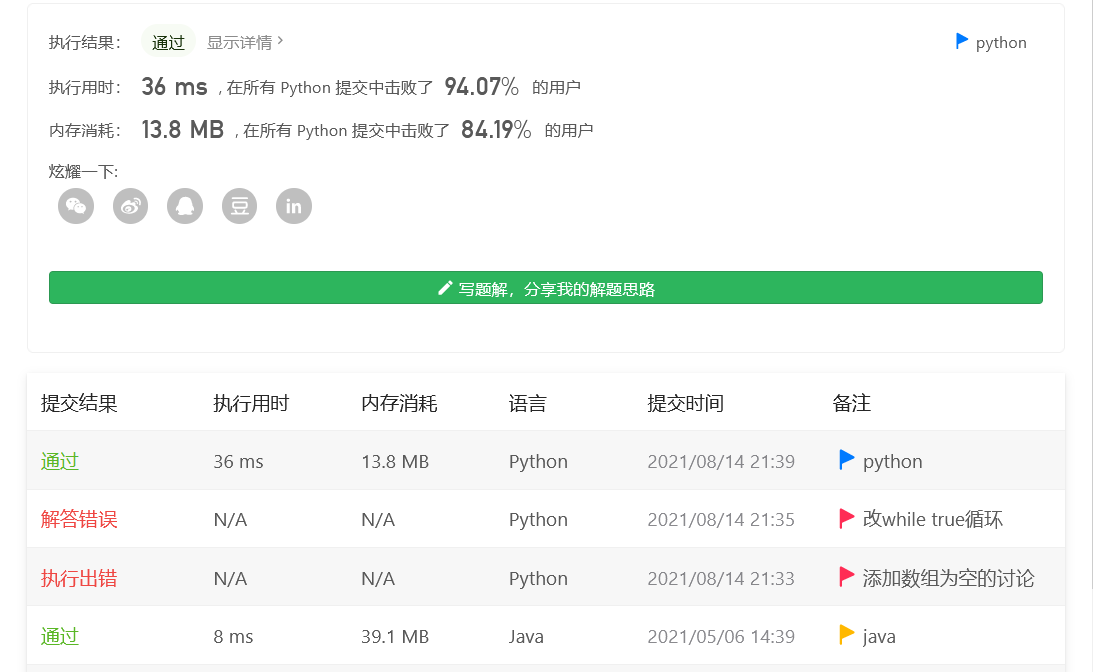 执行结果： 通过 显示详情 python
执行用时： 36 ms ，在所有 Python 提交中击败了 94.07% 的用户
内存消耗： 13.8 MB ，在所有 Python 提交中击败了 84.19% 的用户
炫耀一下:
豆 in
写题解，分享我的解题思路
提交结果 执行用时 内存消耗 语言 提交时间 备注
通过 36 ms 13.8 MB Python 2021/08/14 21:39 python
解答错误 N/A N/A Python 2021/08/14 21:35 改while true循环
执行出错 N/A N/A Python 2021/08/14 21:33 添加数组为空的讨论
通过 8 ms 39.1 MB Java 2021/05/06 14:39 java